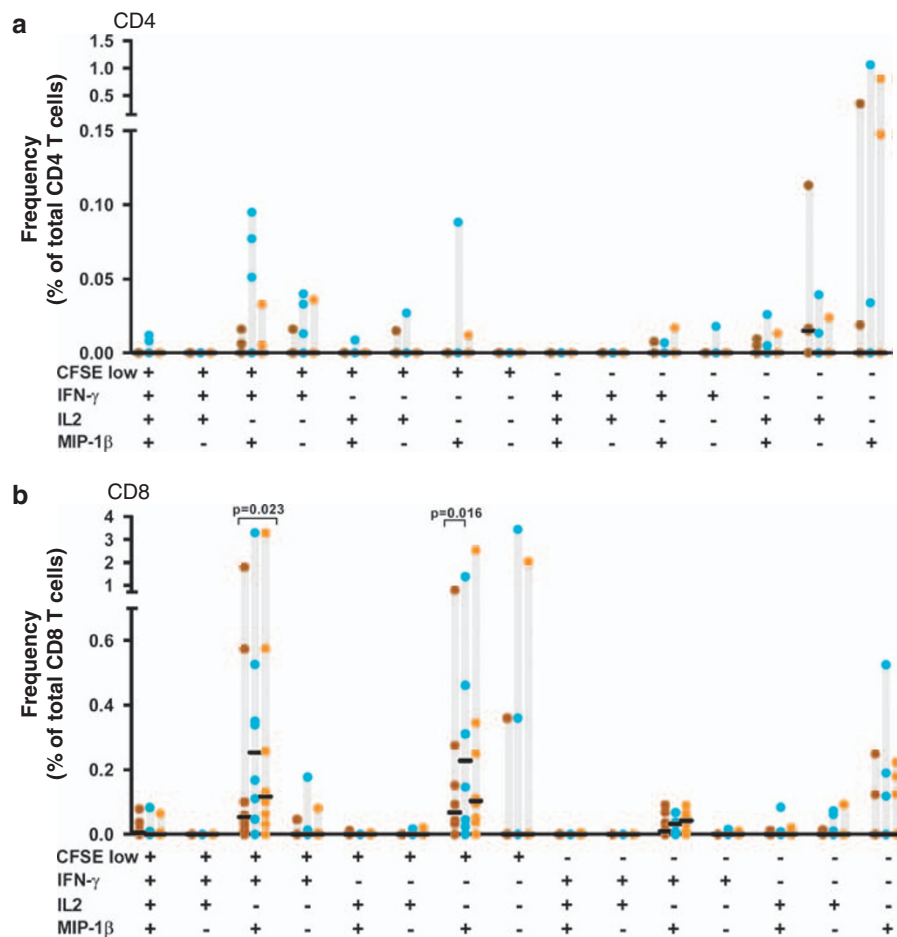 a CD4
1.5
1.0
0.5
0.15
0.10
0.05
0.00
Frequency
(% of total CD4 T cells)
CFSE low + + + + + + + + - - - - - - -
IFN-γ + + + + - - - - + + + + - - -
IL2 + + - - + + - - + + - - + + -
MIP-1β + - + - + - + - + - + - + - +
b CD8
p=0.023 p=0.016
4
3
2
1
0.6
0.4
0.2
0.0
Frequency
(% of total CD8 T cells)
CFSE low + + + + + + + + - - - - - - -
IFN-γ + + + + - - - - + + + + - - -
IL2 + + - - + + - - + + - - + + -
MIP-1β + - + - + - + - + - + - + - +